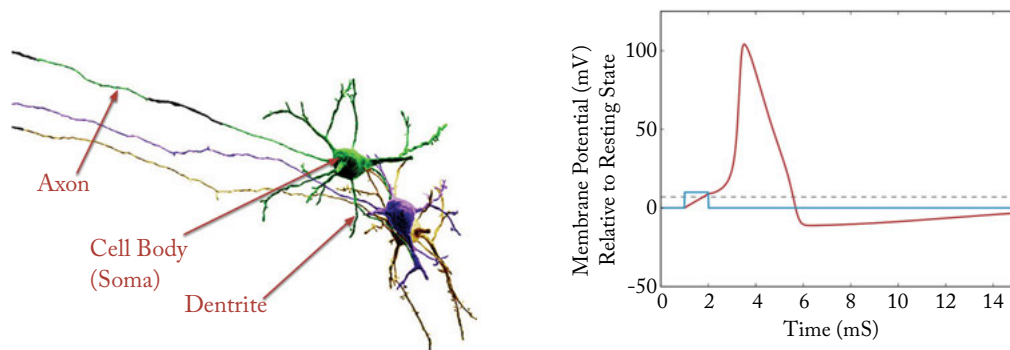 Axon
Cell Body
(Soma)
Dentrite
Membrane Potential (mV)
Relative to Resting State
100
50
0
–50
0
2
4
6
8
10
12
14
Time (mS)